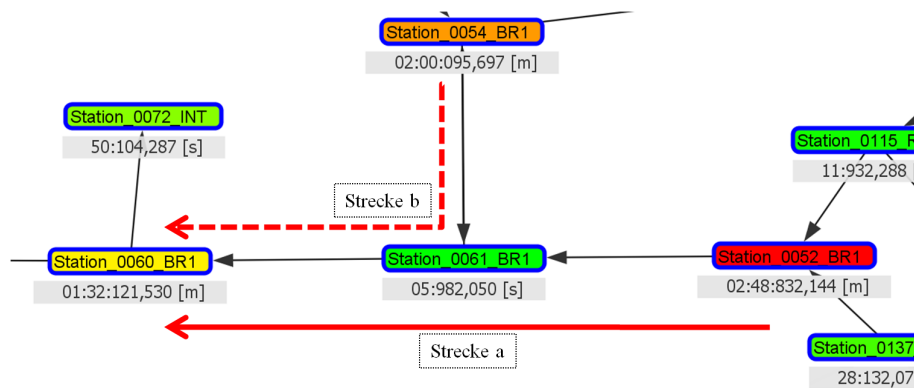 Station_0054_BR1
02:00:095,697 [m]
Station_0072_INT
50:104,287 [s]
Station_0115_R
11:932,288
Strecke b
Station_0060_BR1
01:32:121,530 [m]
Station_0061_BR1
05:982,050 [s]
Station_0052_BR1
02:48:832,144 [m]
Strecke a
Station_0137
28:132,07